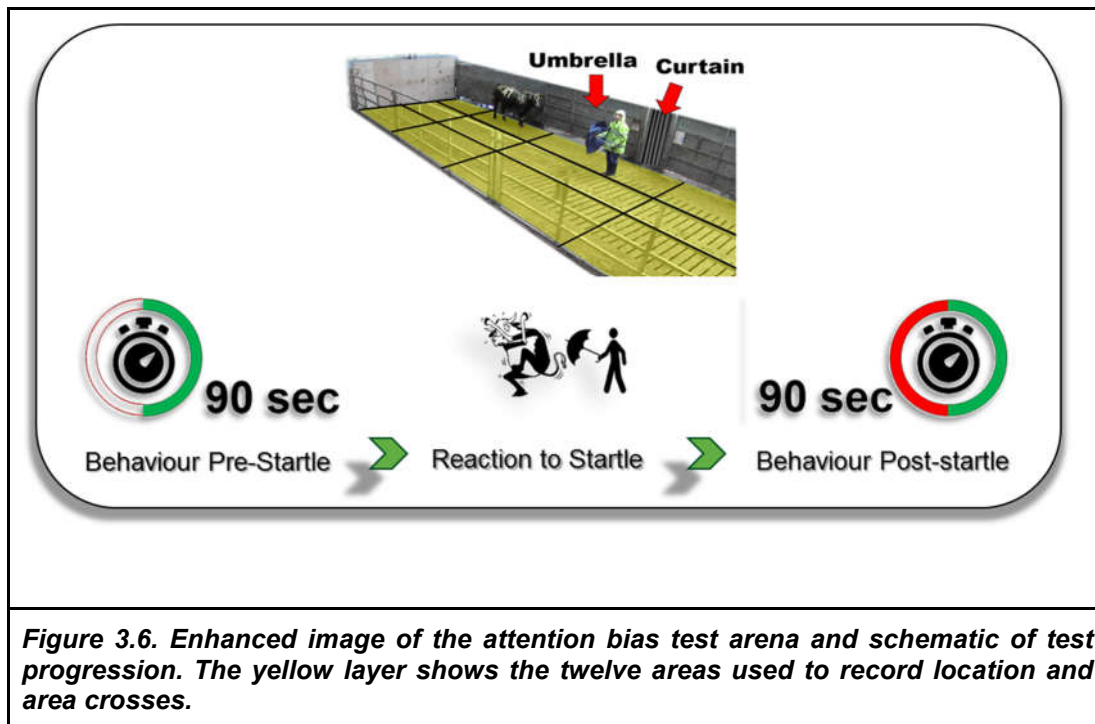 Umbrella Curtain
90 sec
90 sec
Behaviour Pre-Startle
Reaction to Startle
Behaviour Post-startle
Figure 3.6. Enhanced image of the attention bias test arena and schematic of test
progression. The yellow layer shows the twelve areas used to record location and
area crosses.